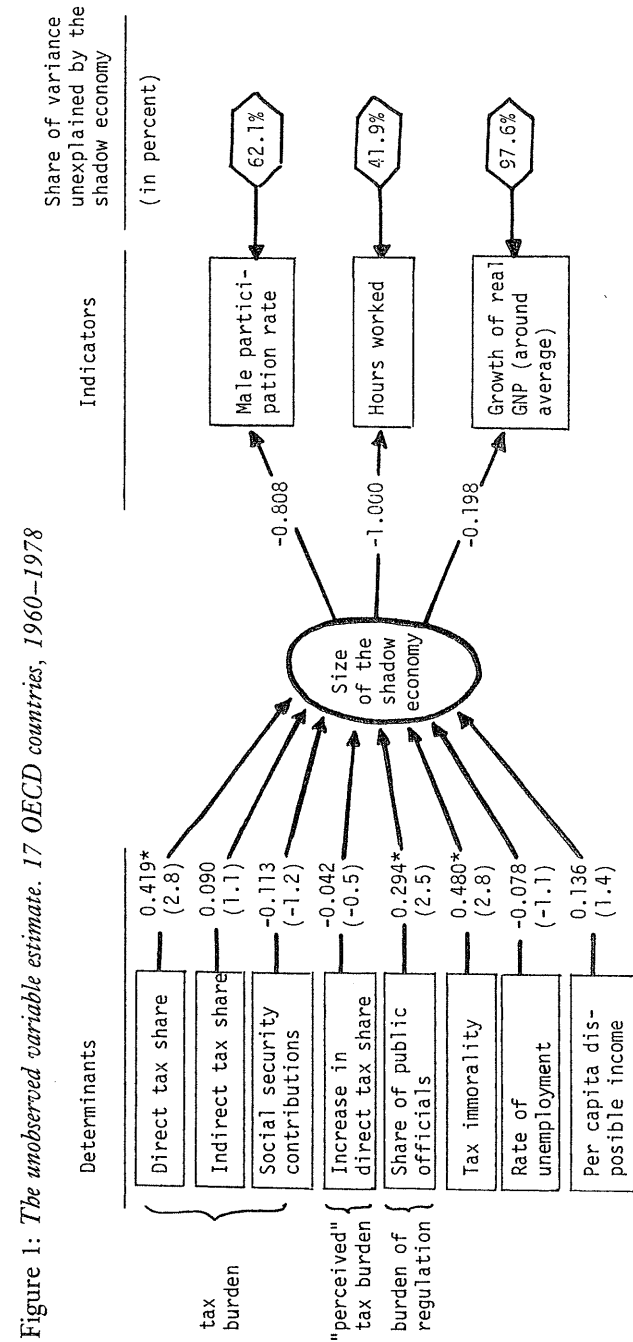 Figure 1: The unobserved variable estimate. 17 OECD countries, 1960–1978
Determinants
Indicators
Share of variance
unexplained by the
shadow economy
(in percent)
tax
burden
"perceived"
tax burden
burden of
regulation
Direct tax share
0.419*
(2.8)
Indirect tax share
0.090
(1.1)
Social security
contributions
-0.113
(-1.2)
Increase in
direct tax share
-0.042
(-0.5)
Share of public
officials
0.294*
(2.5)
Tax immorality
0.480*
(2.8)
Rate of
unemployment
-0.078
(-1.1)
Per capita dis-
posible income
0.136
(1.4)
Size
of the
shadow
economy
-0.808
-1.000
-0.198
Male partici-
pation rate
Hours worked
Growth of real
GNP (around
average)
62.1%
41.9%
97.6%